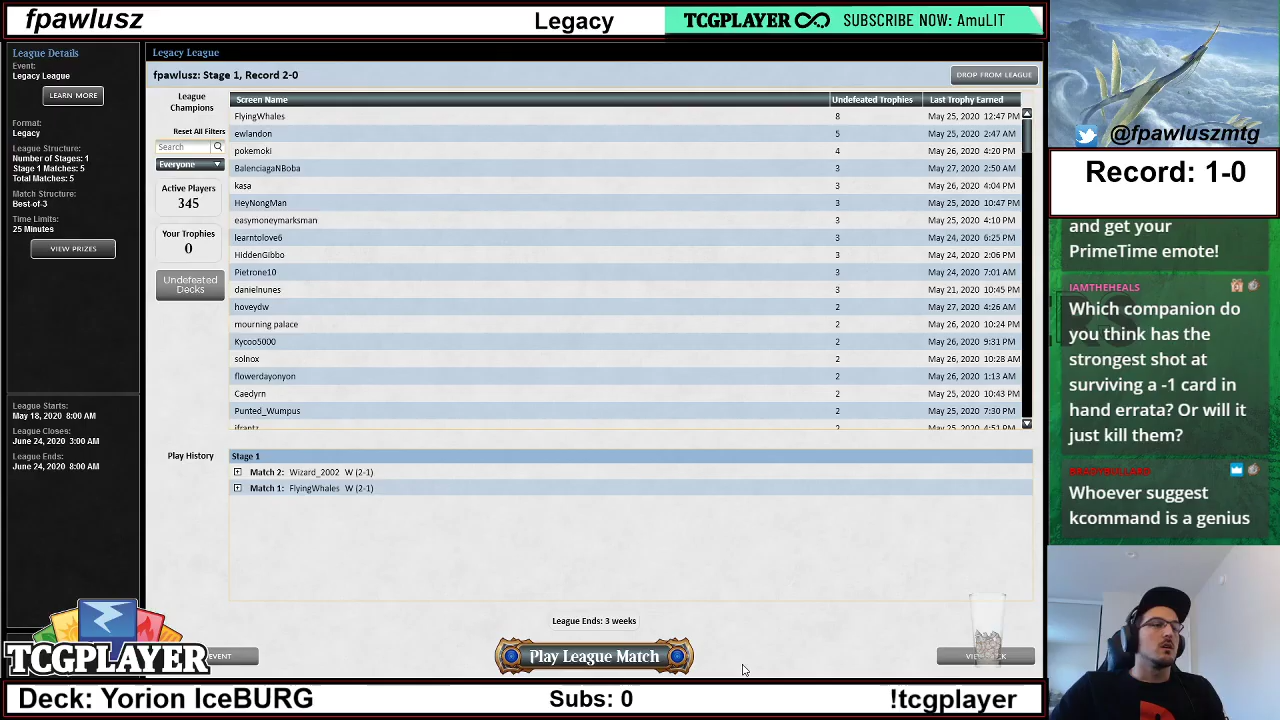 fpawlusz
Legacy
TCGPLAYER SUBSCRIBE NOW: AmuLIT
League Details
Event:
Legacy League
LEARN MORE
Format:
Legacy
League Structure:
Number of Stages: 1
Stage 1 Matches: 5
Total Matches: 5
Match Structure:
Best-of-3
Time Limits:
25 Minutes
VIEW PRIZES
League Starts:
May 18, 2020 8:00 AM
League Closes:
June 24, 2020 3:00 AM
League Ends:
June 24, 2020 8:00 AM
Legacy League
fpawlusz: Stage 1, Record 2-0
DROP FROM LEAGUE
League
Champions
Reset All Filters
Search
Everyone
Active Players
345
Your Trophies
0
Undefeated
Decks
Screen Name Undefeated Trophies Last Trophy Earned
FlyingWhales 8 May 25, 2020 12:47 PM
ewlandon 5 May 25, 2020 2:47 AM
pokemoki 4 May 26, 2020 4:20 PM
BalenciagaNBoba 3 May 27, 2020 2:50 AM
kasa 3 May 26, 2020 4:04 PM
HeyNongMan 3 May 25, 2020 10:47 PM
easymoneymarksman 3 May 25, 2020 4:10 PM
learntolove6 3 May 24, 2020 6:25 PM
HiddenGibbo 3 May 24, 2020 2:06 PM
Pietrone10 3 May 24, 2020 7:01 AM
danielnunes 3 May 21, 2020 10:45 PM
hoveydw 2 May 27, 2020 4:26 AM
mourning palace 2 May 26, 2020 10:24 PM
Kycoo5000 2 May 26, 2020 9:31 PM
solnox 2 May 26, 2020 10:28 AM
flowerdayonyon 2 May 26, 2020 1:13 AM
Caedyrn 2 May 25, 2020 10:43 PM
Punted_Wumpus 2 May 25, 2020 7:30 PM
ifrantz 2 May 25, 2020 4:51 PM
Play History
Stage 1
Match 2: Wizard_2002 W (2-1)
Match 1: FlyingWhales W (2-1)
League Ends: 3 weeks
Play League Match
EVENT
TCGPLAYER
Deck: Yorion IceBURG
Subs: 0
!tcgplayer
@fpawluszmtg
Record: 1-0
and get your
PrimeTime emote!
IAMTHEHEALS
Which companion do
you think has the
strongest shot at
surviving a -1 card in
hand errata? Or will it
just kill them?
Whoever suggest
kcommand is a genius